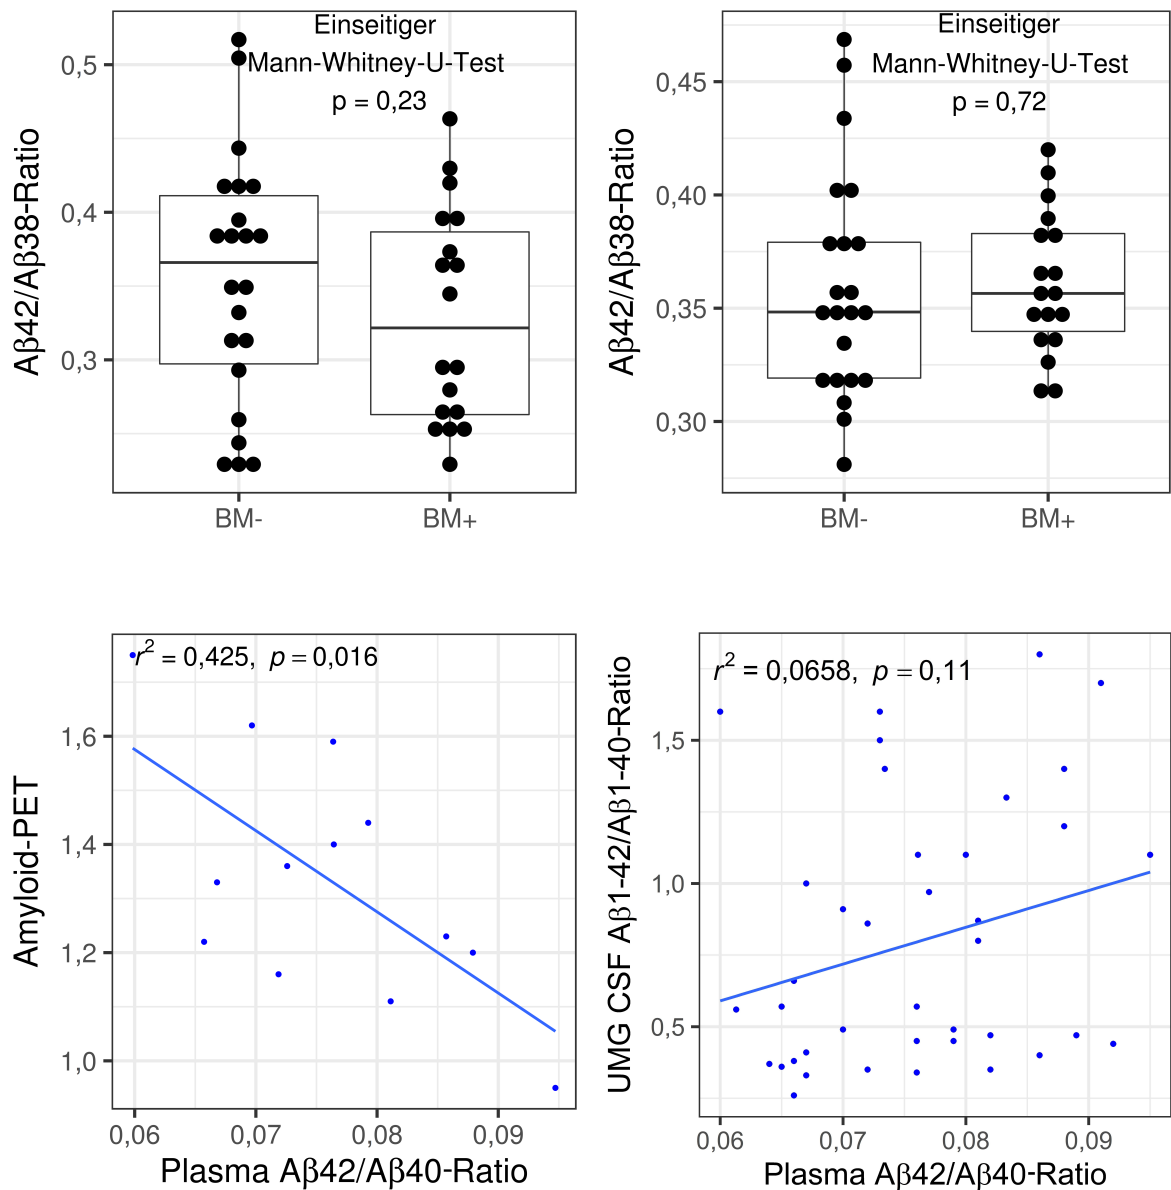 Einseitiger
Mann-Whitney-U-Test
p = 0,23
0,5
0,4
0,3
Aβ42/Aβ38-Ratio
BM-
BM+
Einseitiger
Mann-Whitney-U-Test
p = 0,72
0,45
0,40
0,35
0,30
Aβ42/Aβ38-Ratio
BM-
BM+
r² = 0,425, p = 0,016
1,6
1,4
1,2
1,0
Amyloid-PET
0,06 0,07 0,08 0,09
Plasma Aβ42/Aβ40-Ratio
r² = 0,0658, p = 0,11
1,5
1,0
0,5
UMG CSF Aβ1-42/Aβ1-40-Ratio
0,06 0,07 0,08 0,09
Plasma Aβ42/Aβ40-Ratio